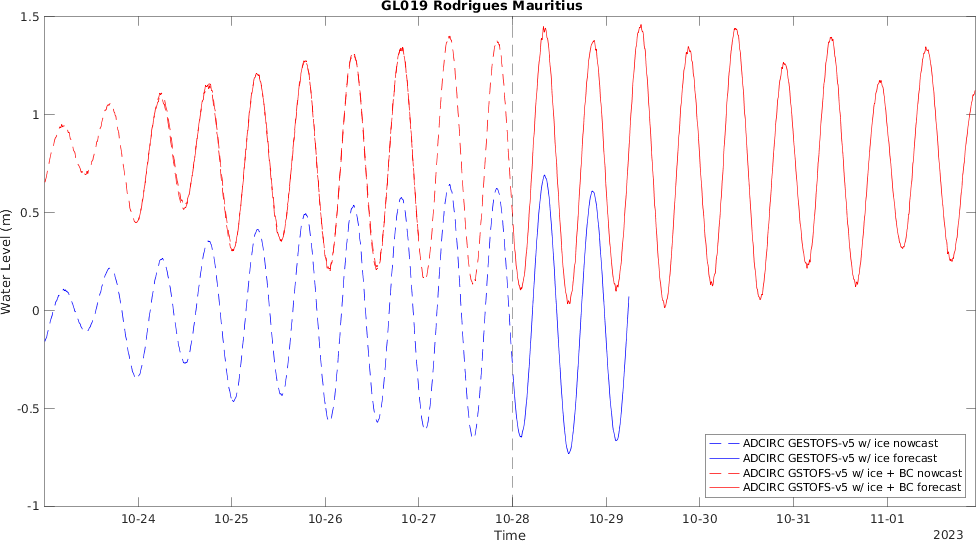 GL019 Rodrigues Mauritius
1.5
1
0.5
0
-0.5
-1
Water Level (m)
ADCIRC GESTOFS-v5 w/ ice nowcast
ADCIRC GESTOFS-v5 w/ ice forecast
ADCIRC GSTOFS-v5 w/ ice + BC nowcast
ADCIRC GSTOFS-v5 w/ ice + BC forecast
10-24 10-25 10-26 10-27 10-28 10-29 10-30 10-31 11-01
Time
2023